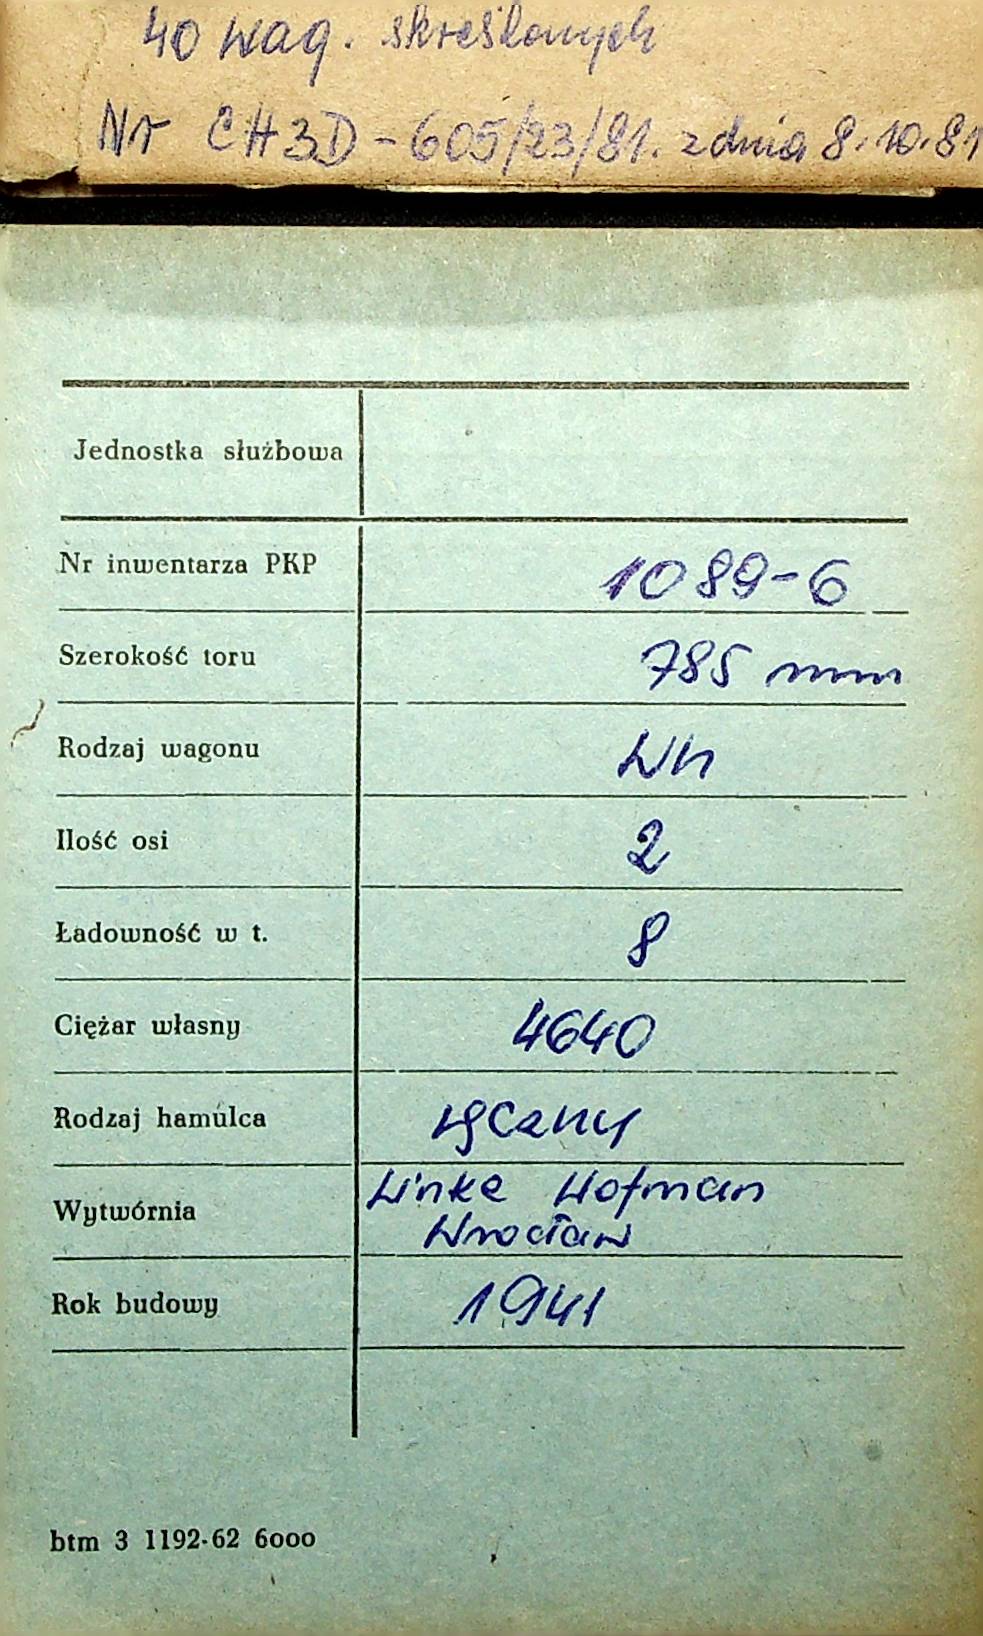 40 wag. skreślonych
Nr CH3D-605/23/81. z dnia 8.10.81
Jednostka służbowa
Nr inwentarza PKP 1089-6
Szerokość toru 785 mm
Rodzaj wagonu Wh
Ilość osi 2
Ładowność w t. 8
Ciężar własny 4640
Rodzaj hamulca ręczny
Wytwórnia Linke Hofman
Wrocław
Rok budowy 1941
btm 3 1192-62 6000